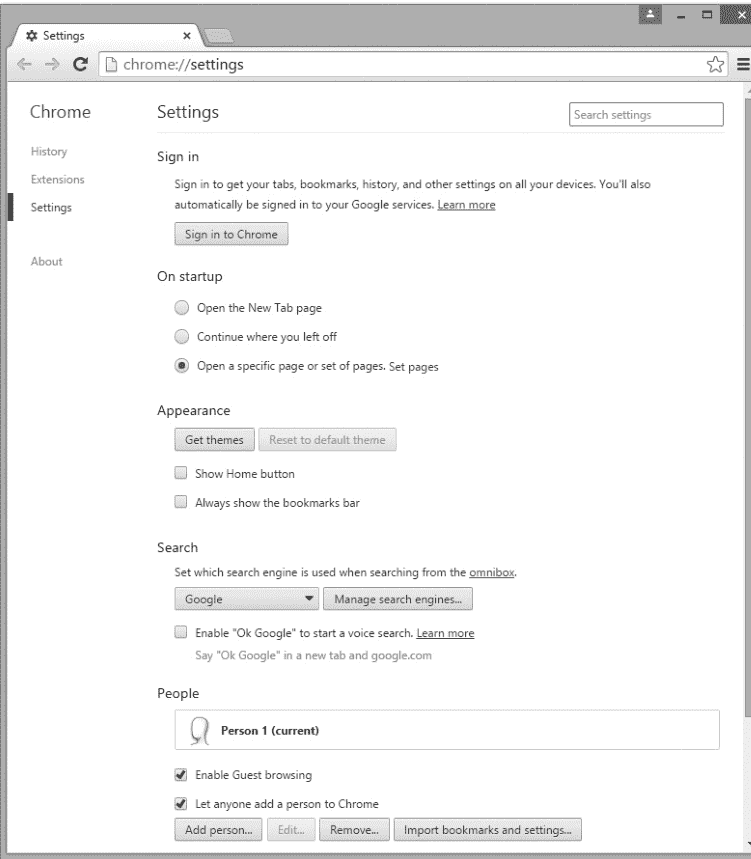 Settings
chrome://settings
Chrome
Settings
Search settings
History
Extensions
Settings
About
Sign in
Sign in to get your tabs, bookmarks, history, and other settings on all your devices. You'll also
automatically be signed in to your Google services. Learn more
Sign in to Chrome
On startup
Open the New Tab page
Continue where you left off
Open a specific page or set of pages. Set pages
Appearance
Get themes Reset to default theme
Show Home button
Always show the bookmarks bar
Search
Set which search engine is used when searching from the omnibox.
Google Manage search engines...
Enable "Ok Google" to start a voice search. Learn more
Say "Ok Google" in a new tab and google.com
People
Person 1 (current)
Enable Guest browsing
Let anyone add a person to Chrome
Add person... Edit... Remove... Import bookmarks and settings...